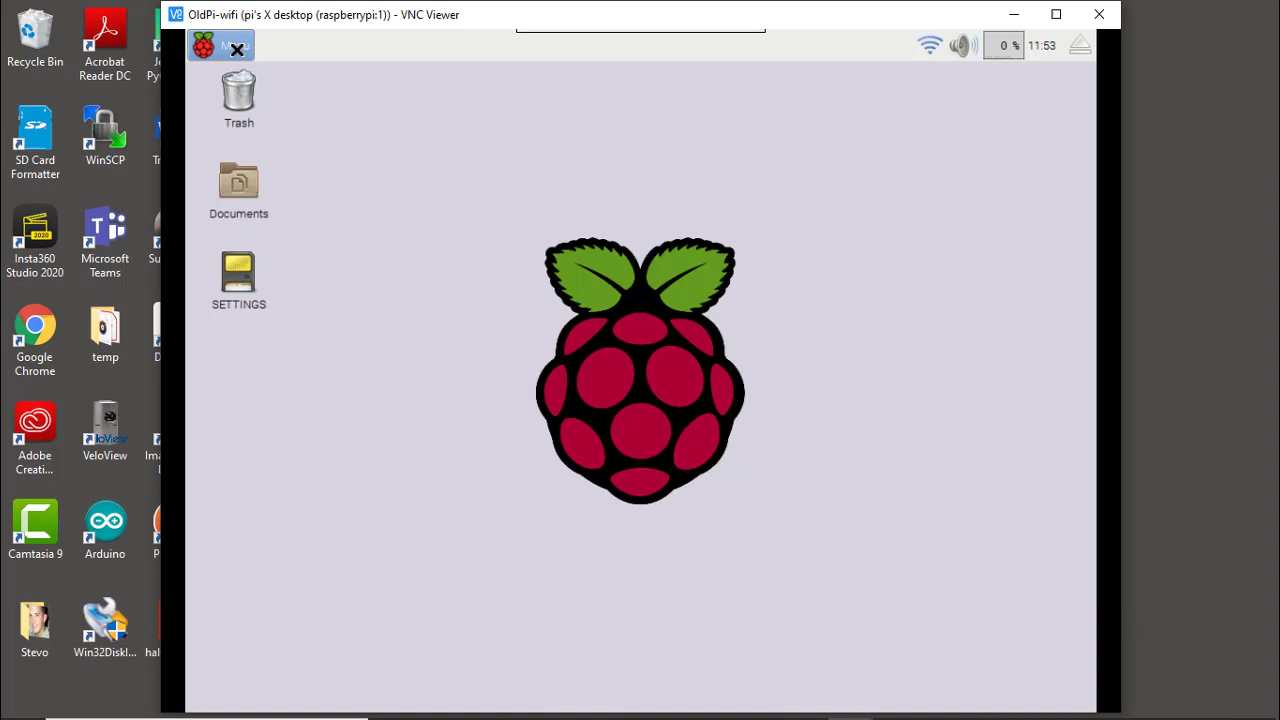 OldPi-wifi (pi's X desktop (raspberrypi:1)) - VNC Viewer
0 %
11:53
Recycle Bin
Acrobat
Reader DC
SD Card
Formatter
WinSCP
Insta360
Studio 2020
Microsoft
Teams
Google
Chrome
temp
Adobe
Creati...
VeloView
Camtasia 9
Arduino
Stevo
Win32Diskl...
Trash
Documents
SETTINGS